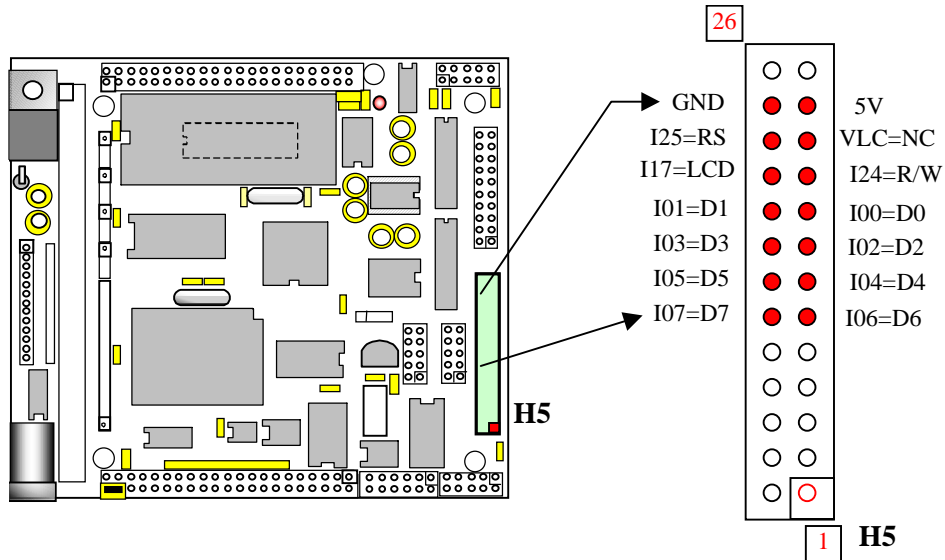 26
GND 5V
I25=RS VLC=NC
I17=LCD I24=R/W
I01=D1 I00=D0
I03=D3 I02=D2
I05=D5 I04=D4
I07=D7 I06=D6
H5
1 H5